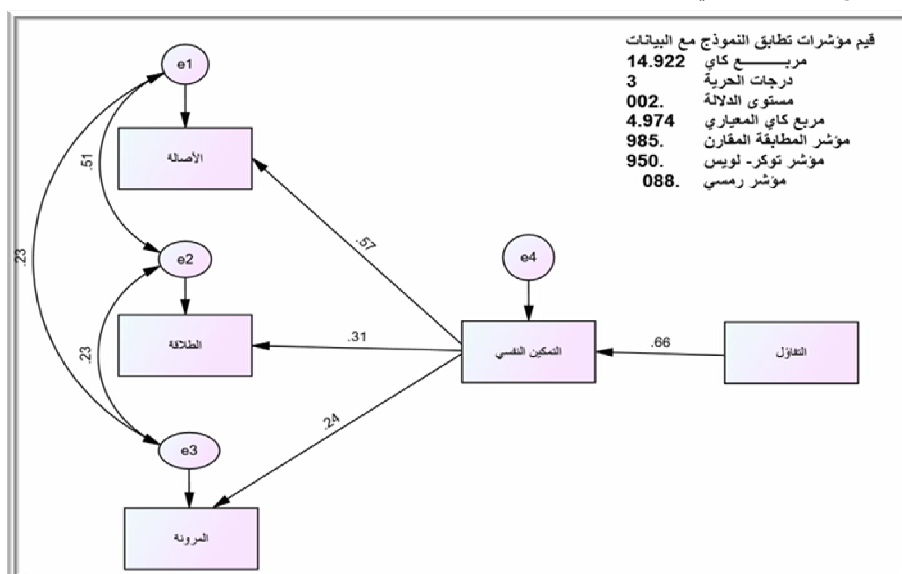 قيم مؤشرات تطابق النموذج مع البيانات
مربـــــــع كاي 14.922
درجات الحرية 3
مستوى الدلالة .002
مربع كاي المعياري 4.974
مؤشر المطابقة المقارن .985
مؤشر توكر- لويس .950
مؤشر رمسي .088
e1
الأصالة
.51
.57
.23
e2
e4
الطلاقة
.31
التمكين النفسي
.66
التفاؤل
.23
.24
e3
المرونة